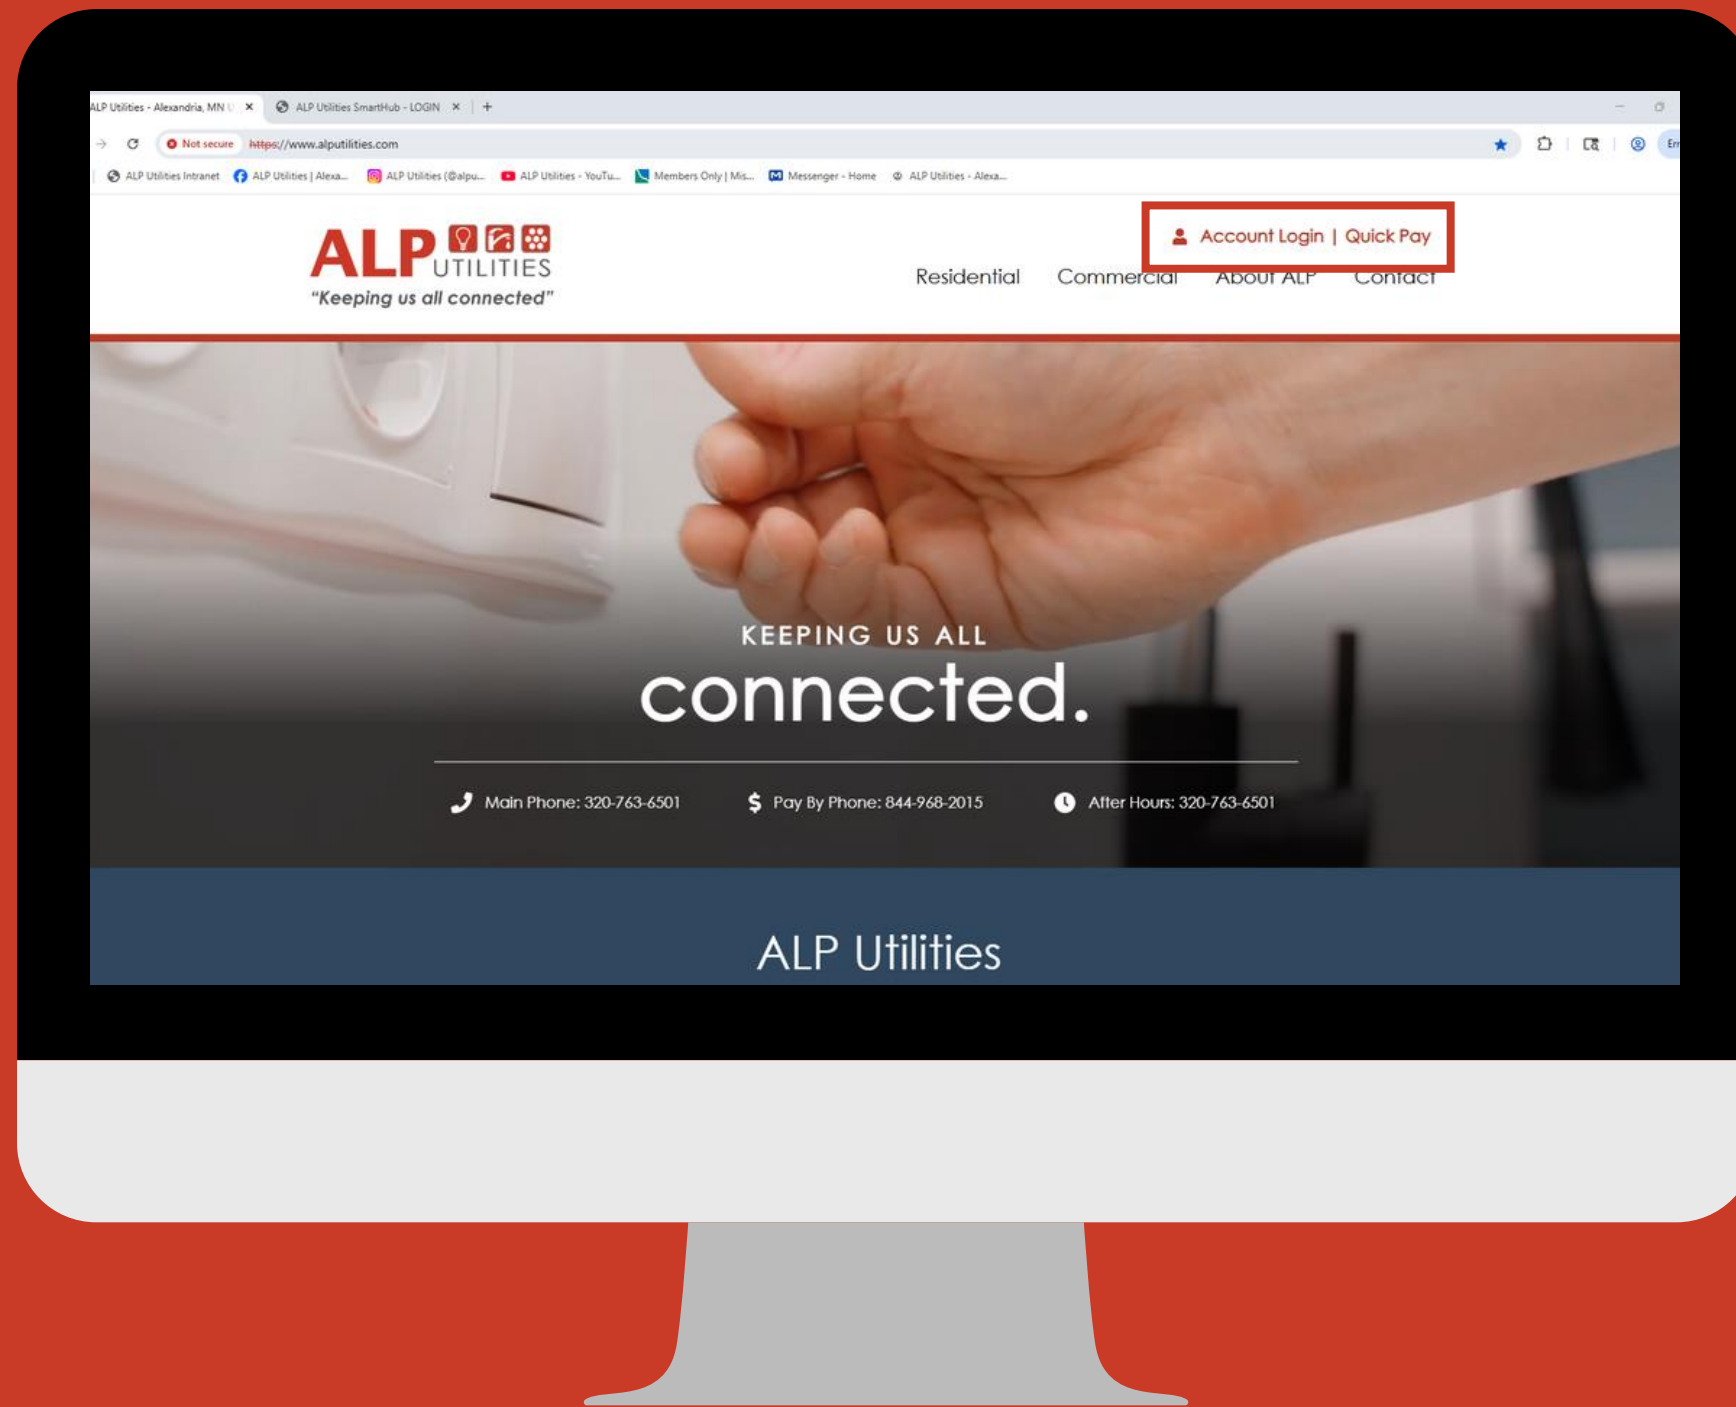 ALP Utilities - Alexandria, MN U
ALP Utilities SmartHub - LOGIN
Not secure https://www.alputilities.com
ALP Utilities Intranet ALP Utilities | Alexa... ALP Utilities (@alpu... ALP Utilities - YouTu... Members Only | Mis... Messenger - Home ALP Utilities - Alexa...
Account Login | Quick Pay
ALP UTILITIES
"Keeping us all connected"
Residential Commercial About ALP Contact
KEEPING US ALL
connected.
Main Phone: 320-763-6501 Pay By Phone: 844-968-2015 After Hours: 320-763-6501
ALP Utilities